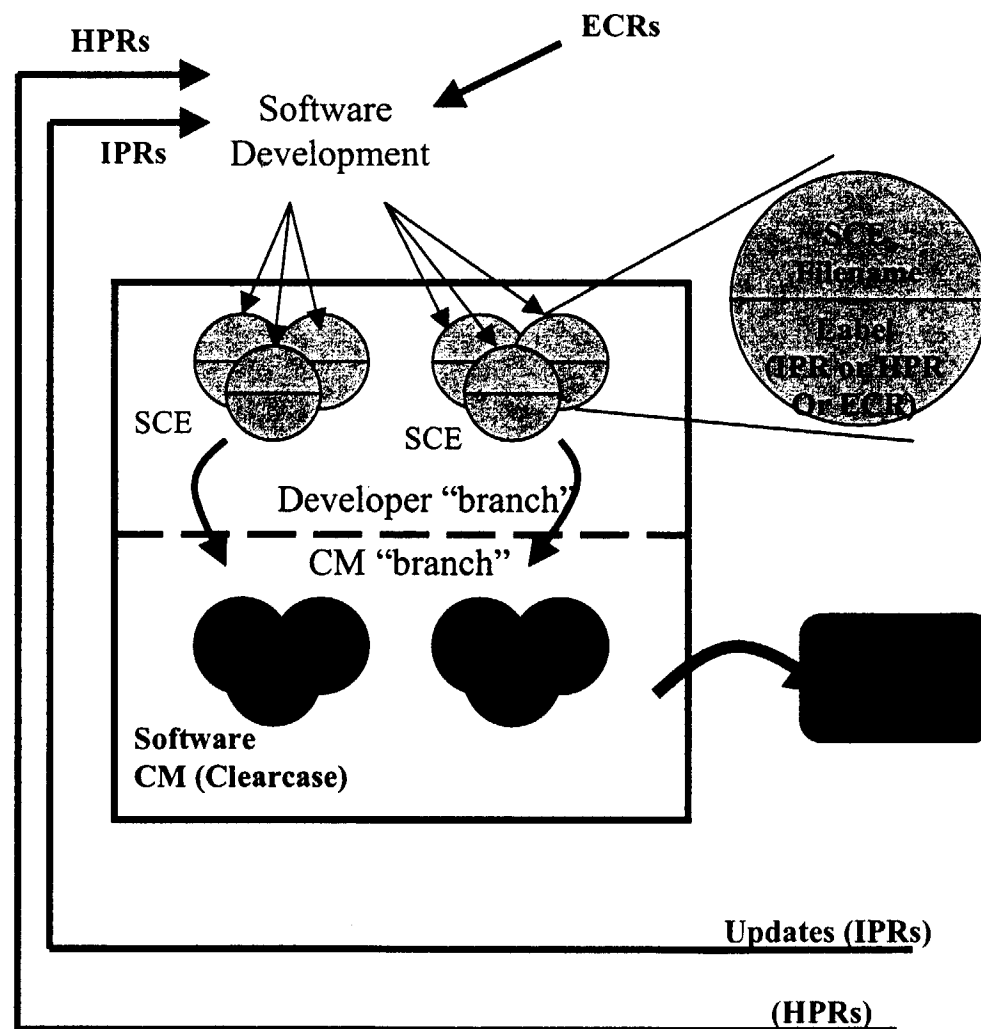 HPRs
ECRs
IPRs
Software
Development
SCE
Filename
Label
(IPR or HPR
Or ECR)
SCE
SCE
Developer “branch”
CM “branch”
Software
CM (Clearcase)
Updates (IPRs)
(HPRs)